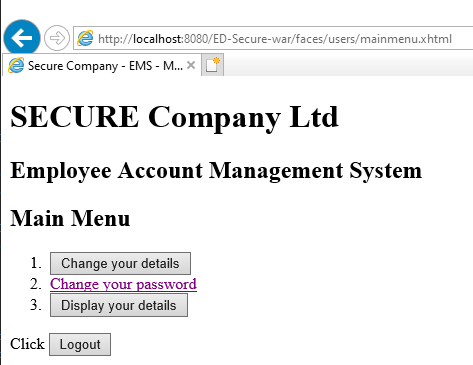 http://localhost:8080/ED-Secure-war/faces/users/mainmenu.xhtml
Secure Company - EMS - M...
SECURE Company Ltd
Employee Account Management System
Main Menu
1. Change your details
2. Change your password
3. Display your details
Click Logout